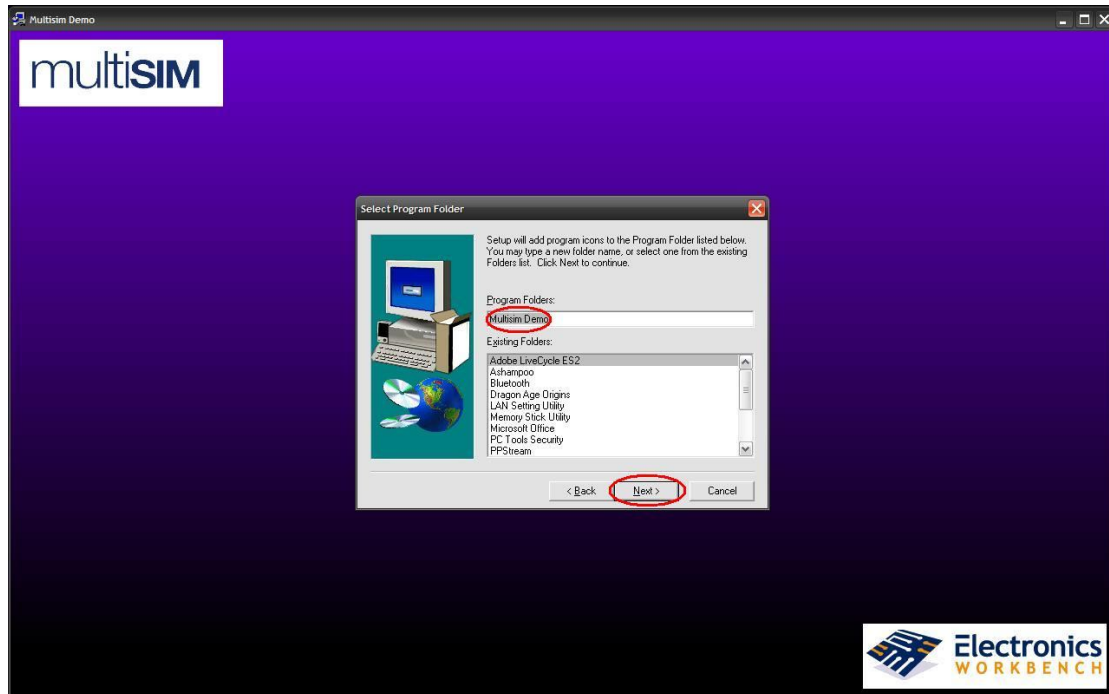 Multisim Demo
multiSIM
Select Program Folder
Setup will add program icons to the Program Folder listed below.
You may type a new folder name, or select one from the existing
Folders list. Click Next to continue.
Program Folders:
Multisim Demo
Existing Folders:
Adobe LiveCycle ES2
Ashampoo
Bluetooth
Dragon Age Origins
LAN Setting Utility
Memory Stick Utility
Microsoft Office
PC Tools Security
PPStream
< Back
Next >
Cancel
Electronics
WORKBENCH